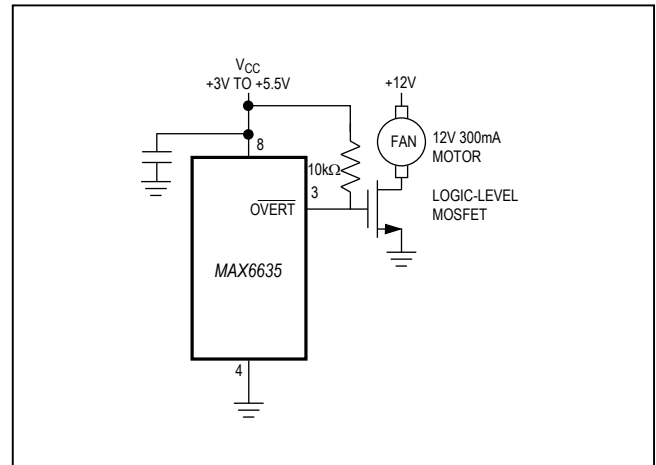 VCC
+3V TO +5.5V
+12V
8
FAN
12V 300mA
MOTOR
10kΩ
3
OVERT
LOGIC-LEVEL
MOSFET
MAX6635
4